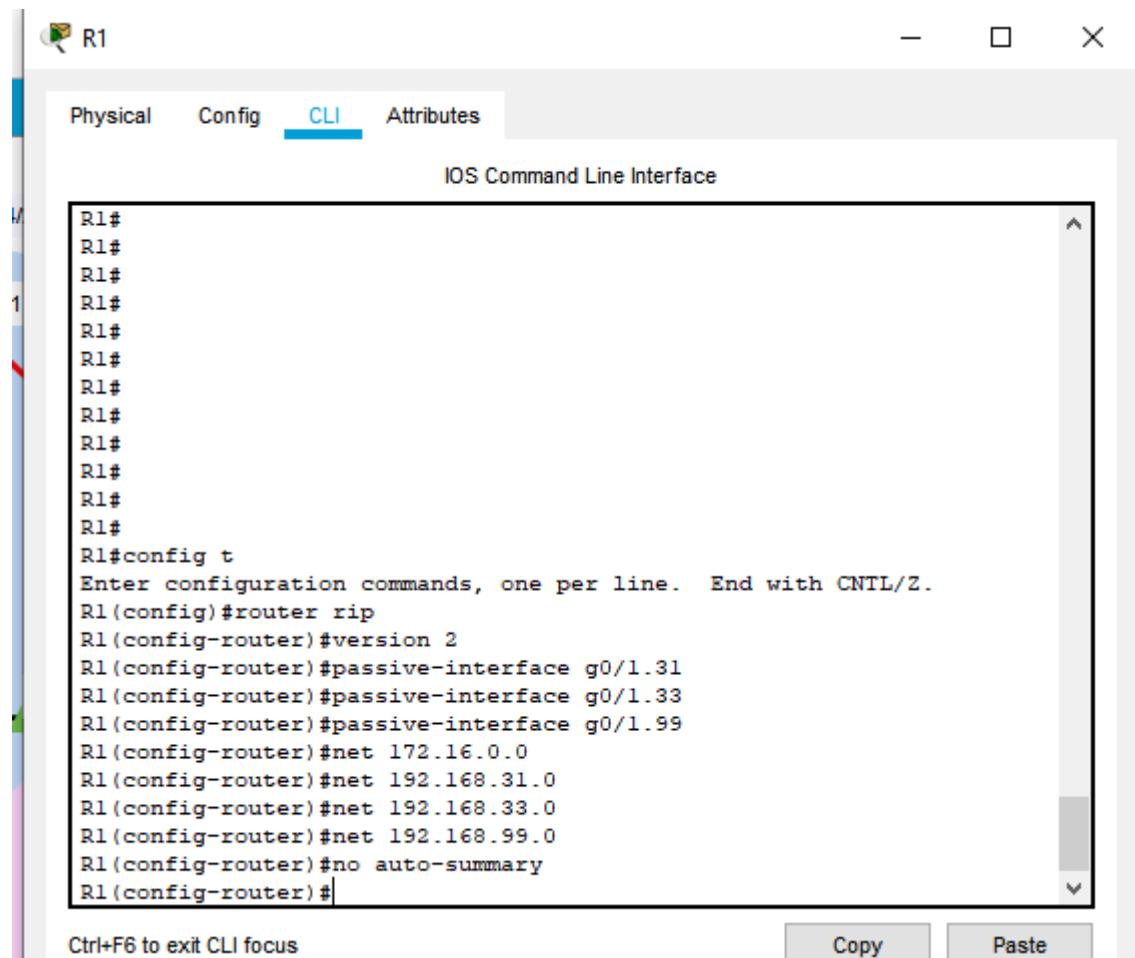 R1
Physical Config CLI Attributes
IOS Command Line Interface
R1#
R1#
R1#
R1#
R1#
R1#
R1#
R1#
R1#
R1#
R1#
R1#
R1#config t
Enter configuration commands, one per line.  End with CNTL/Z.
R1(config)#router rip
R1(config-router)#version 2
R1(config-router)#passive-interface g0/1.31
R1(config-router)#passive-interface g0/1.33
R1(config-router)#passive-interface g0/1.99
R1(config-router)#net 172.16.0.0
R1(config-router)#net 192.168.31.0
R1(config-router)#net 192.168.33.0
R1(config-router)#net 192.168.99.0
R1(config-router)#no auto-summary
R1(config-router)#
Ctrl+F6 to exit CLI focus
Copy Paste